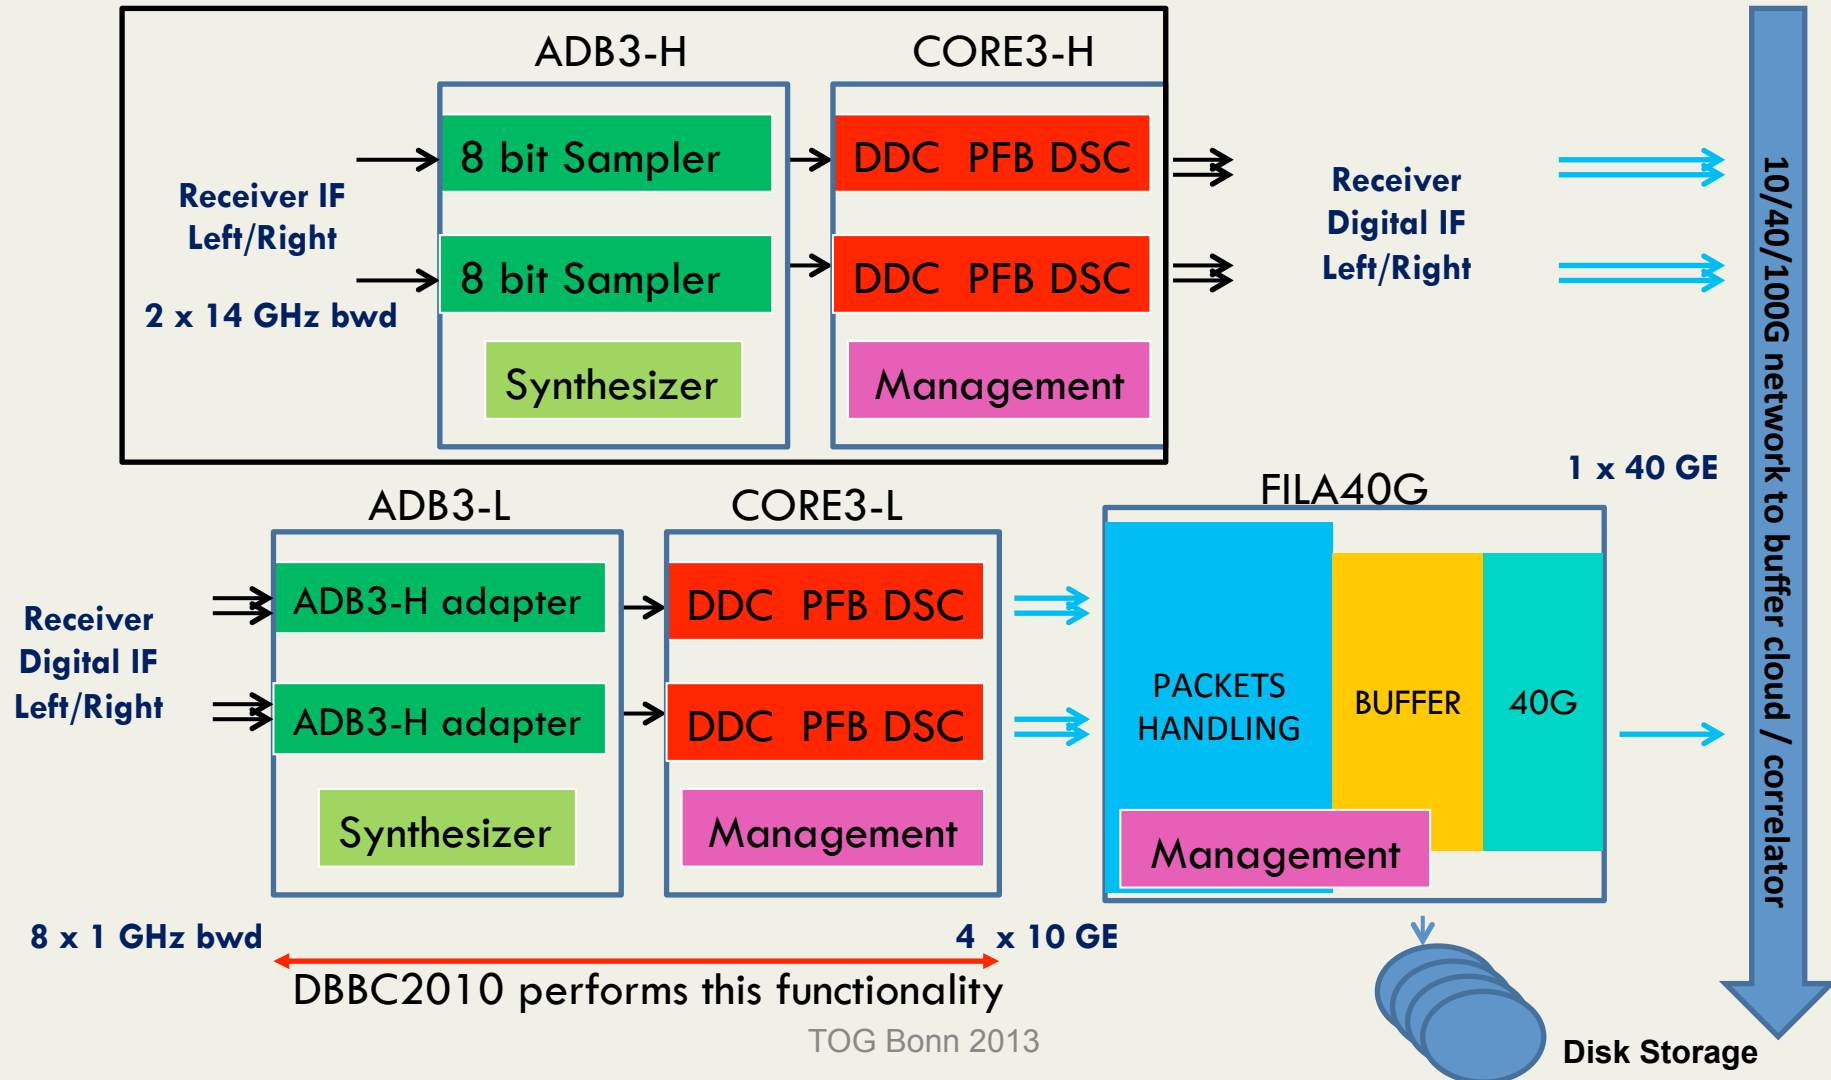 ADB3-H
CORE3-H
8 bit Sampler
DDC PFB DSC
Receiver IF
Left/Right
8 bit Sampler
DDC PFB DSC
2 x 14 GHz bwd
Synthesizer
Management
Receiver
Digital IF
Left/Right
10/40/100G network to buffer cloud / correlator
1 x 40 GE
ADB3-L
CORE3-L
FILA40G
Receiver
Digital IF
Left/Right
ADB3-H adapter
DDC PFB DSC
ADB3-H adapter
DDC PFB DSC
Synthesizer
Management
PACKETS
HANDLING
BUFFER
40G
Management
8 x 1 GHz bwd
4 x 10 GE
DBBC2010 performs this functionality
TOG Bonn 2013
Disk Storage